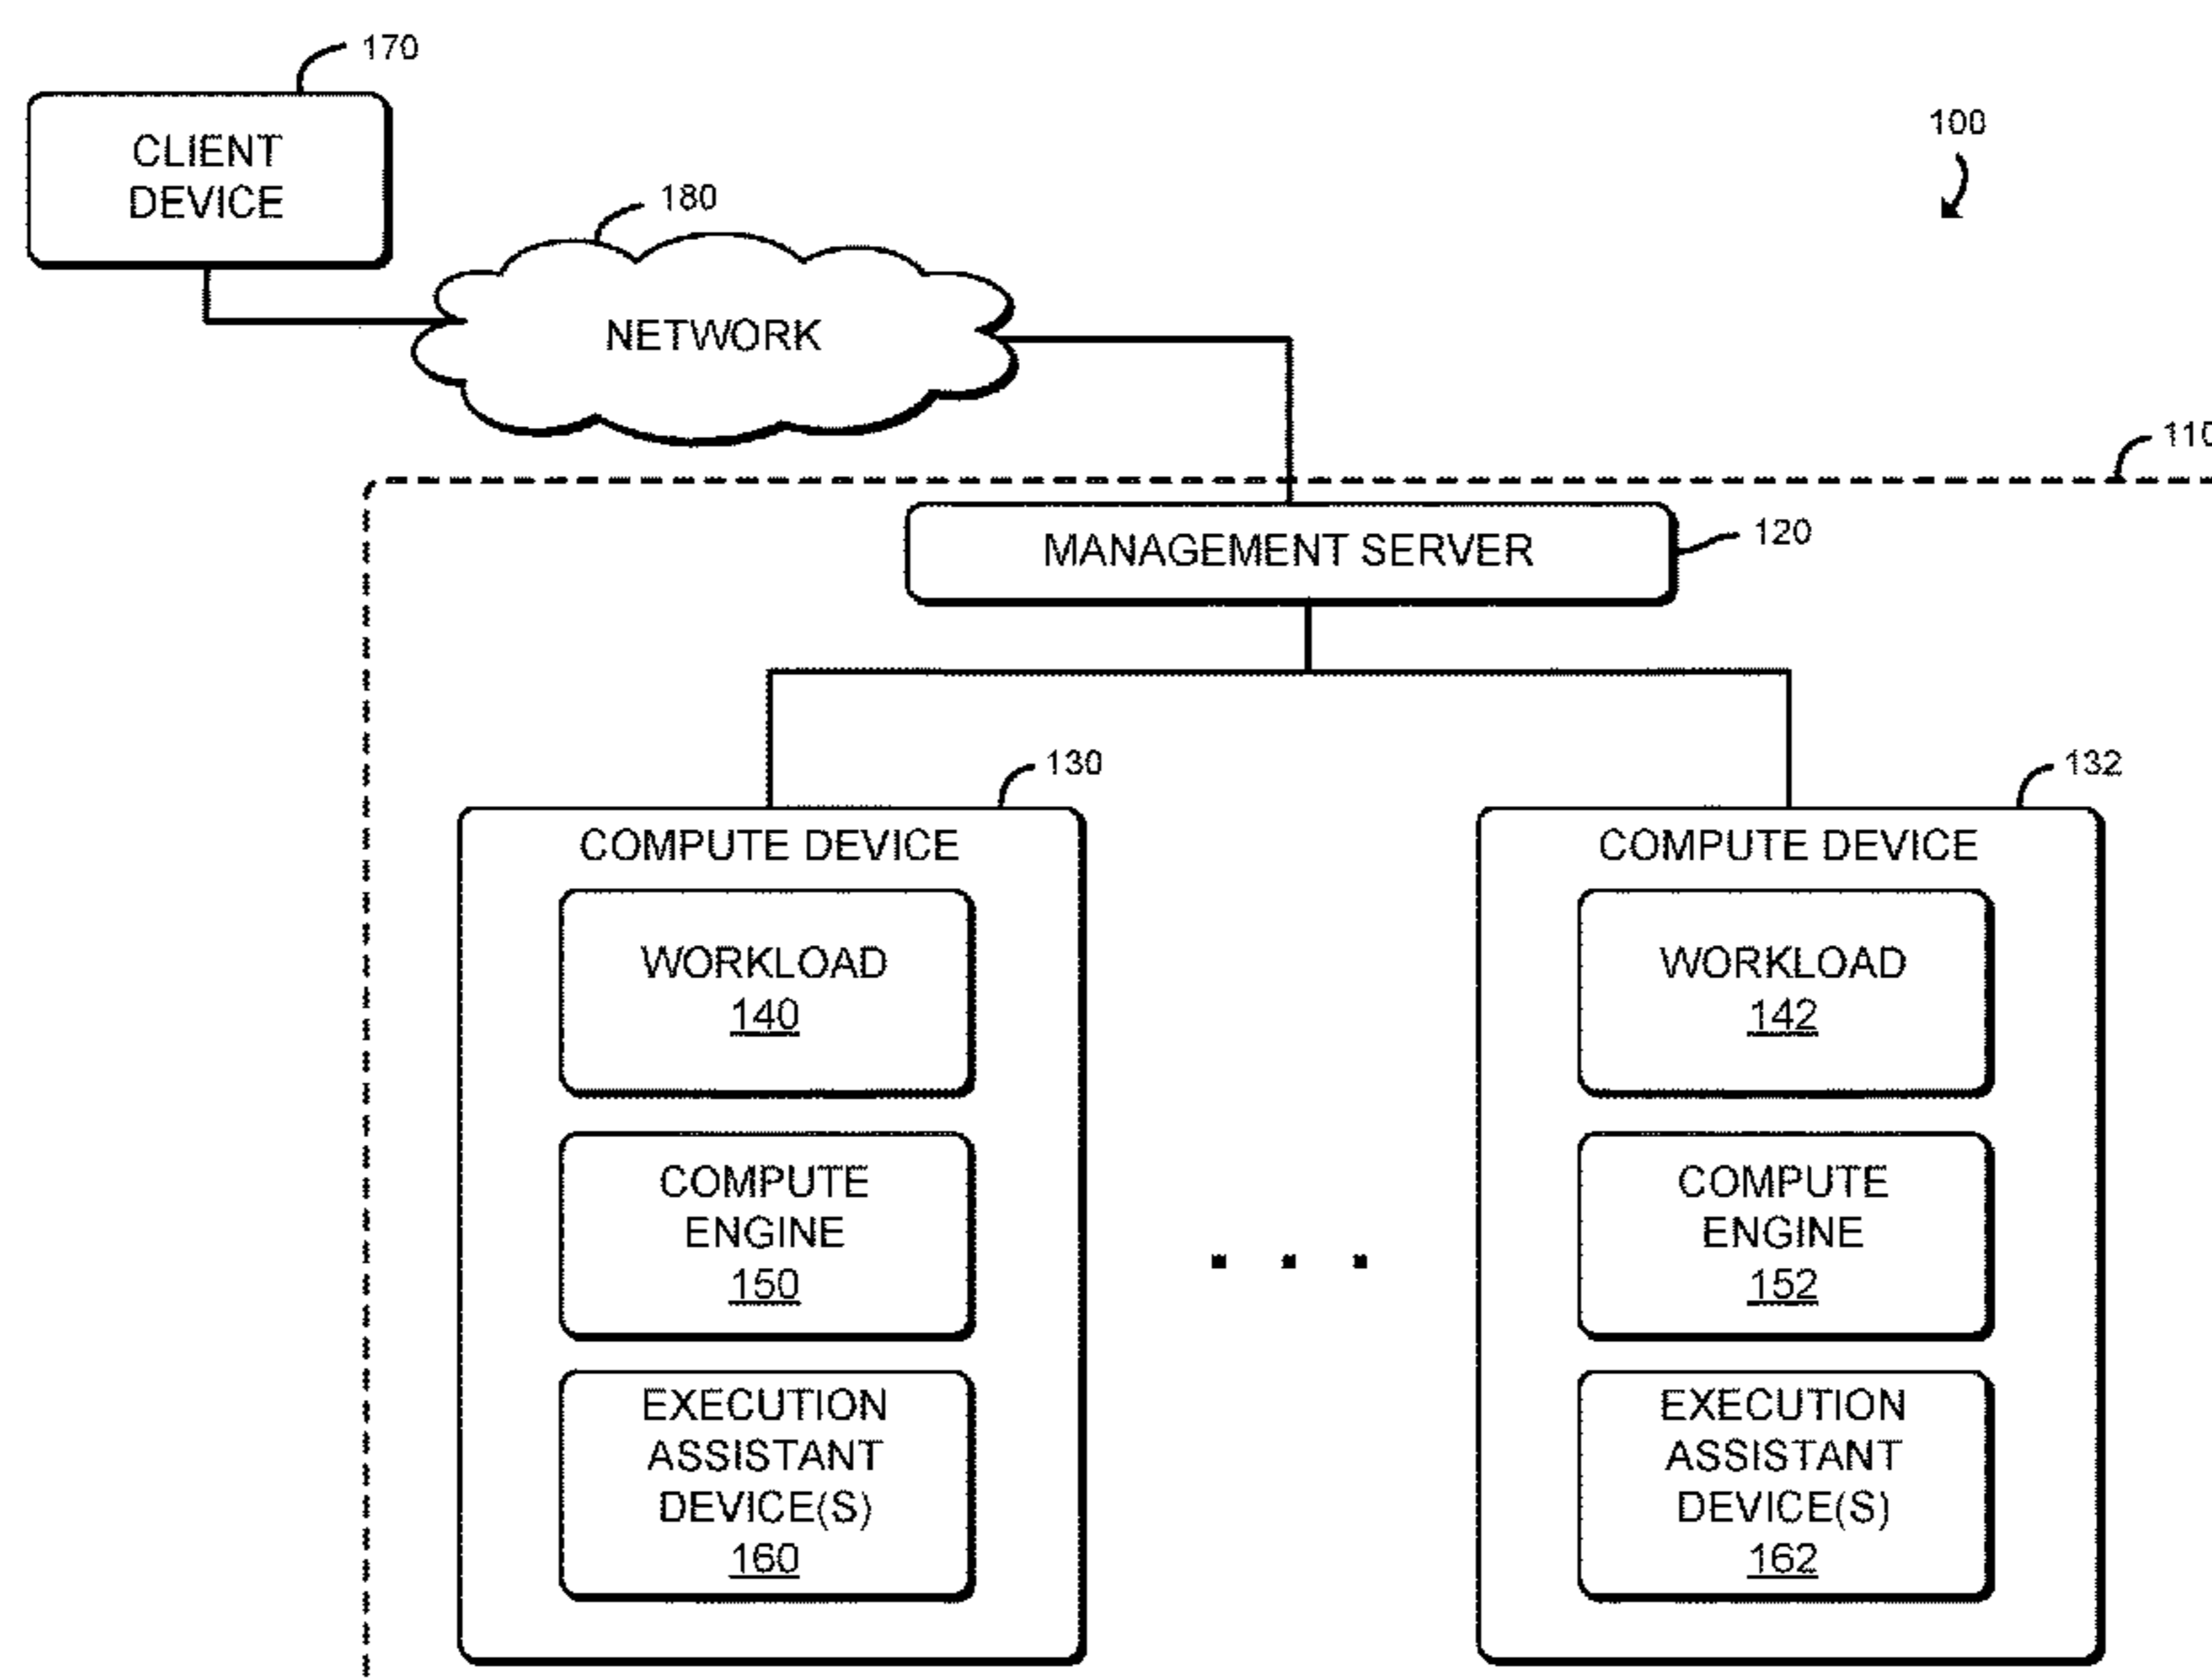 170
CLIENT
DEVICE
100
180
NETWORK
110
MANAGEMENT SERVER
120
130
COMPUTE DEVICE
WORKLOAD
140
COMPUTE
ENGINE
150
EXECUTION
ASSISTANT
DEVICE(S)
160
. . .
132
COMPUTE DEVICE
WORKLOAD
142
COMPUTE
ENGINE
152
EXECUTION
ASSISTANT
DEVICE(S)
162